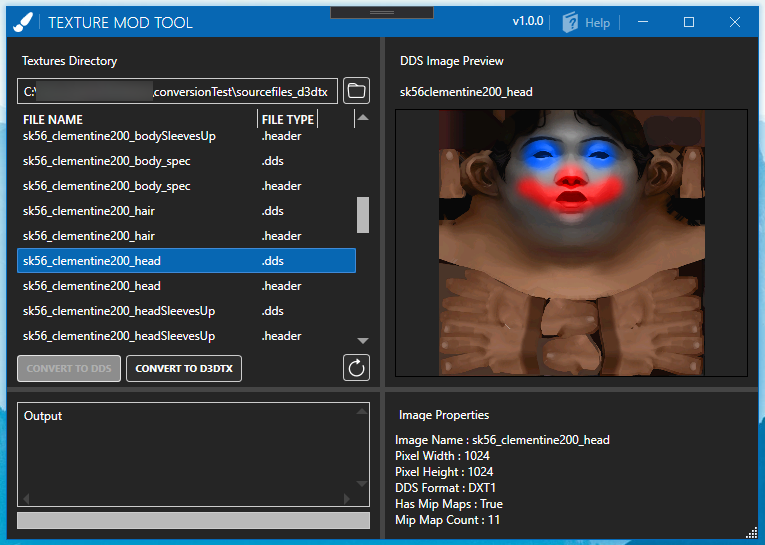 TEXTURE MOD TOOL
v1.0.0
Help
Textures Directory
C:\ \conversionTest\sourcefiles_d3dtx
FILE NAME FILE TYPE
sk56_clementine200_bodySleevesUp .header
sk56_clementine200_body_spec .dds
sk56_clementine200_body_spec .header
sk56_clementine200_hair .dds
sk56_clementine200_hair .header
sk56_clementine200_head .dds
sk56_clementine200_head .header
sk56_clementine200_headSleevesUp .dds
sk56_clementine200_headSleevesUp .header
CONVERT TO DDS CONVERT TO D3DTX
Output
DDS Image Preview
sk56clementine200_head
Image Properties
Image Name : sk56_clementine200_head
Pixel Width : 1024
Pixel Height : 1024
DDS Format : DXT1
Has Mip Maps : True
Mip Map Count : 11